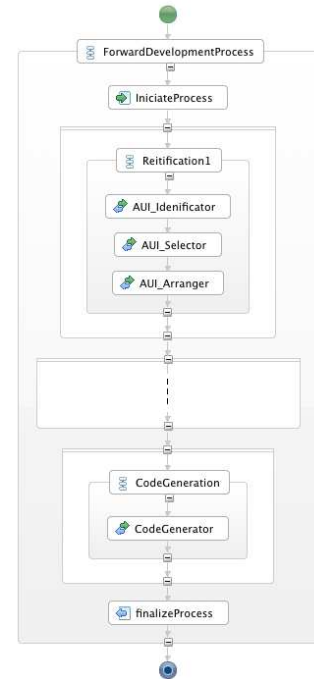 ForwardDevelopmentProcess
IniciateProcess
Reitification1
AUI_Idenificator
AUI_Selector
AUI_Arranger
CodeGeneration
CodeGenerator
finalizeProcess